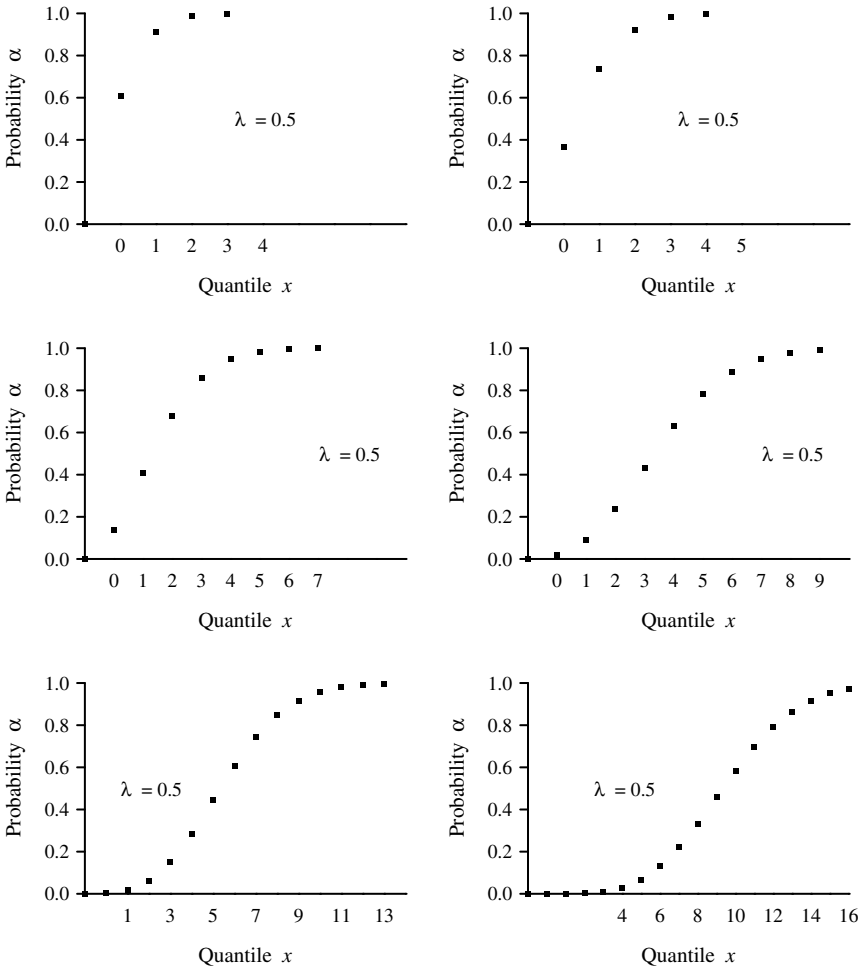 1.0
0.8
0.6
0.4
0.2
0.0
Probability α
λ = 0.5
0 1 2 3 4
Quantile x
1.0
0.8
0.6
0.4
0.2
0.0
Probability α
λ = 0.5
0 1 2 3 4 5
Quantile x
1.0
0.8
0.6
0.4
0.2
0.0
Probability α
λ = 0.5
0 1 2 3 4 5 6 7
Quantile x
1.0
0.8
0.6
0.4
0.2
0.0
Probability α
λ = 0.5
0 1 2 3 4 5 6 7 8 9
Quantile x
1.0
0.8
0.6
0.4
0.2
0.0
Probability α
λ = 0.5
1 3 5 7 9 11 13
Quantile x
1.0
0.8
0.6
0.4
0.2
0.0
Probability α
λ = 0.5
4 6 8 10 12 14 16
Quantile x